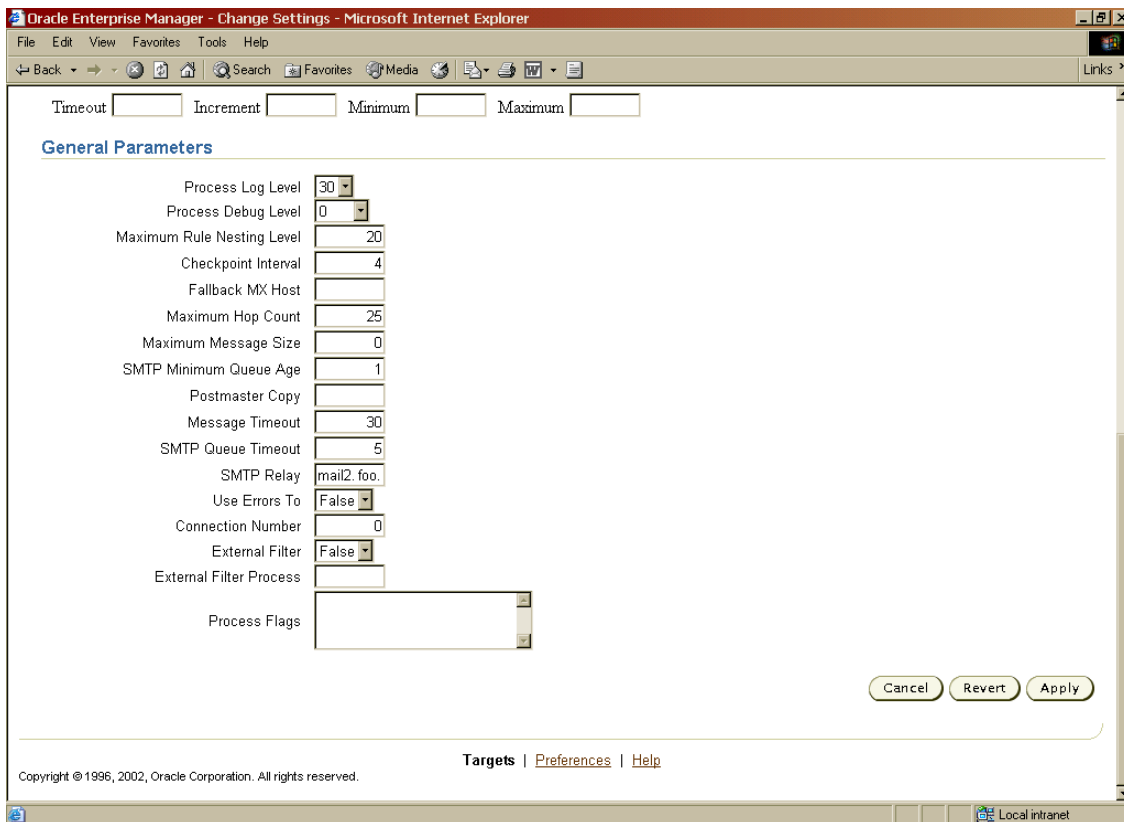 Oracle Enterprise Manager - Change Settings - Microsoft Internet Explorer
File Edit View Favorites Tools Help
Back Search Favorites Media Links
Timeout Increment Minimum Maximum
General Parameters
Process Log Level 30
Process Debug Level 0
Maximum Rule Nesting Level 20
Checkpoint Interval 4
Fallback MX Host
Maximum Hop Count 25
Maximum Message Size 0
SMTP Minimum Queue Age 1
Postmaster Copy
Message Timeout 30
SMTP Queue Timeout 5
SMTP Relay mail2.foo.
Use Errors To False
Connection Number 0
External Filter False
External Filter Process
Process Flags
Cancel Revert Apply
Targets | Preferences | Help
Copyright © 1996, 2002, Oracle Corporation. All rights reserved.
Local intranet